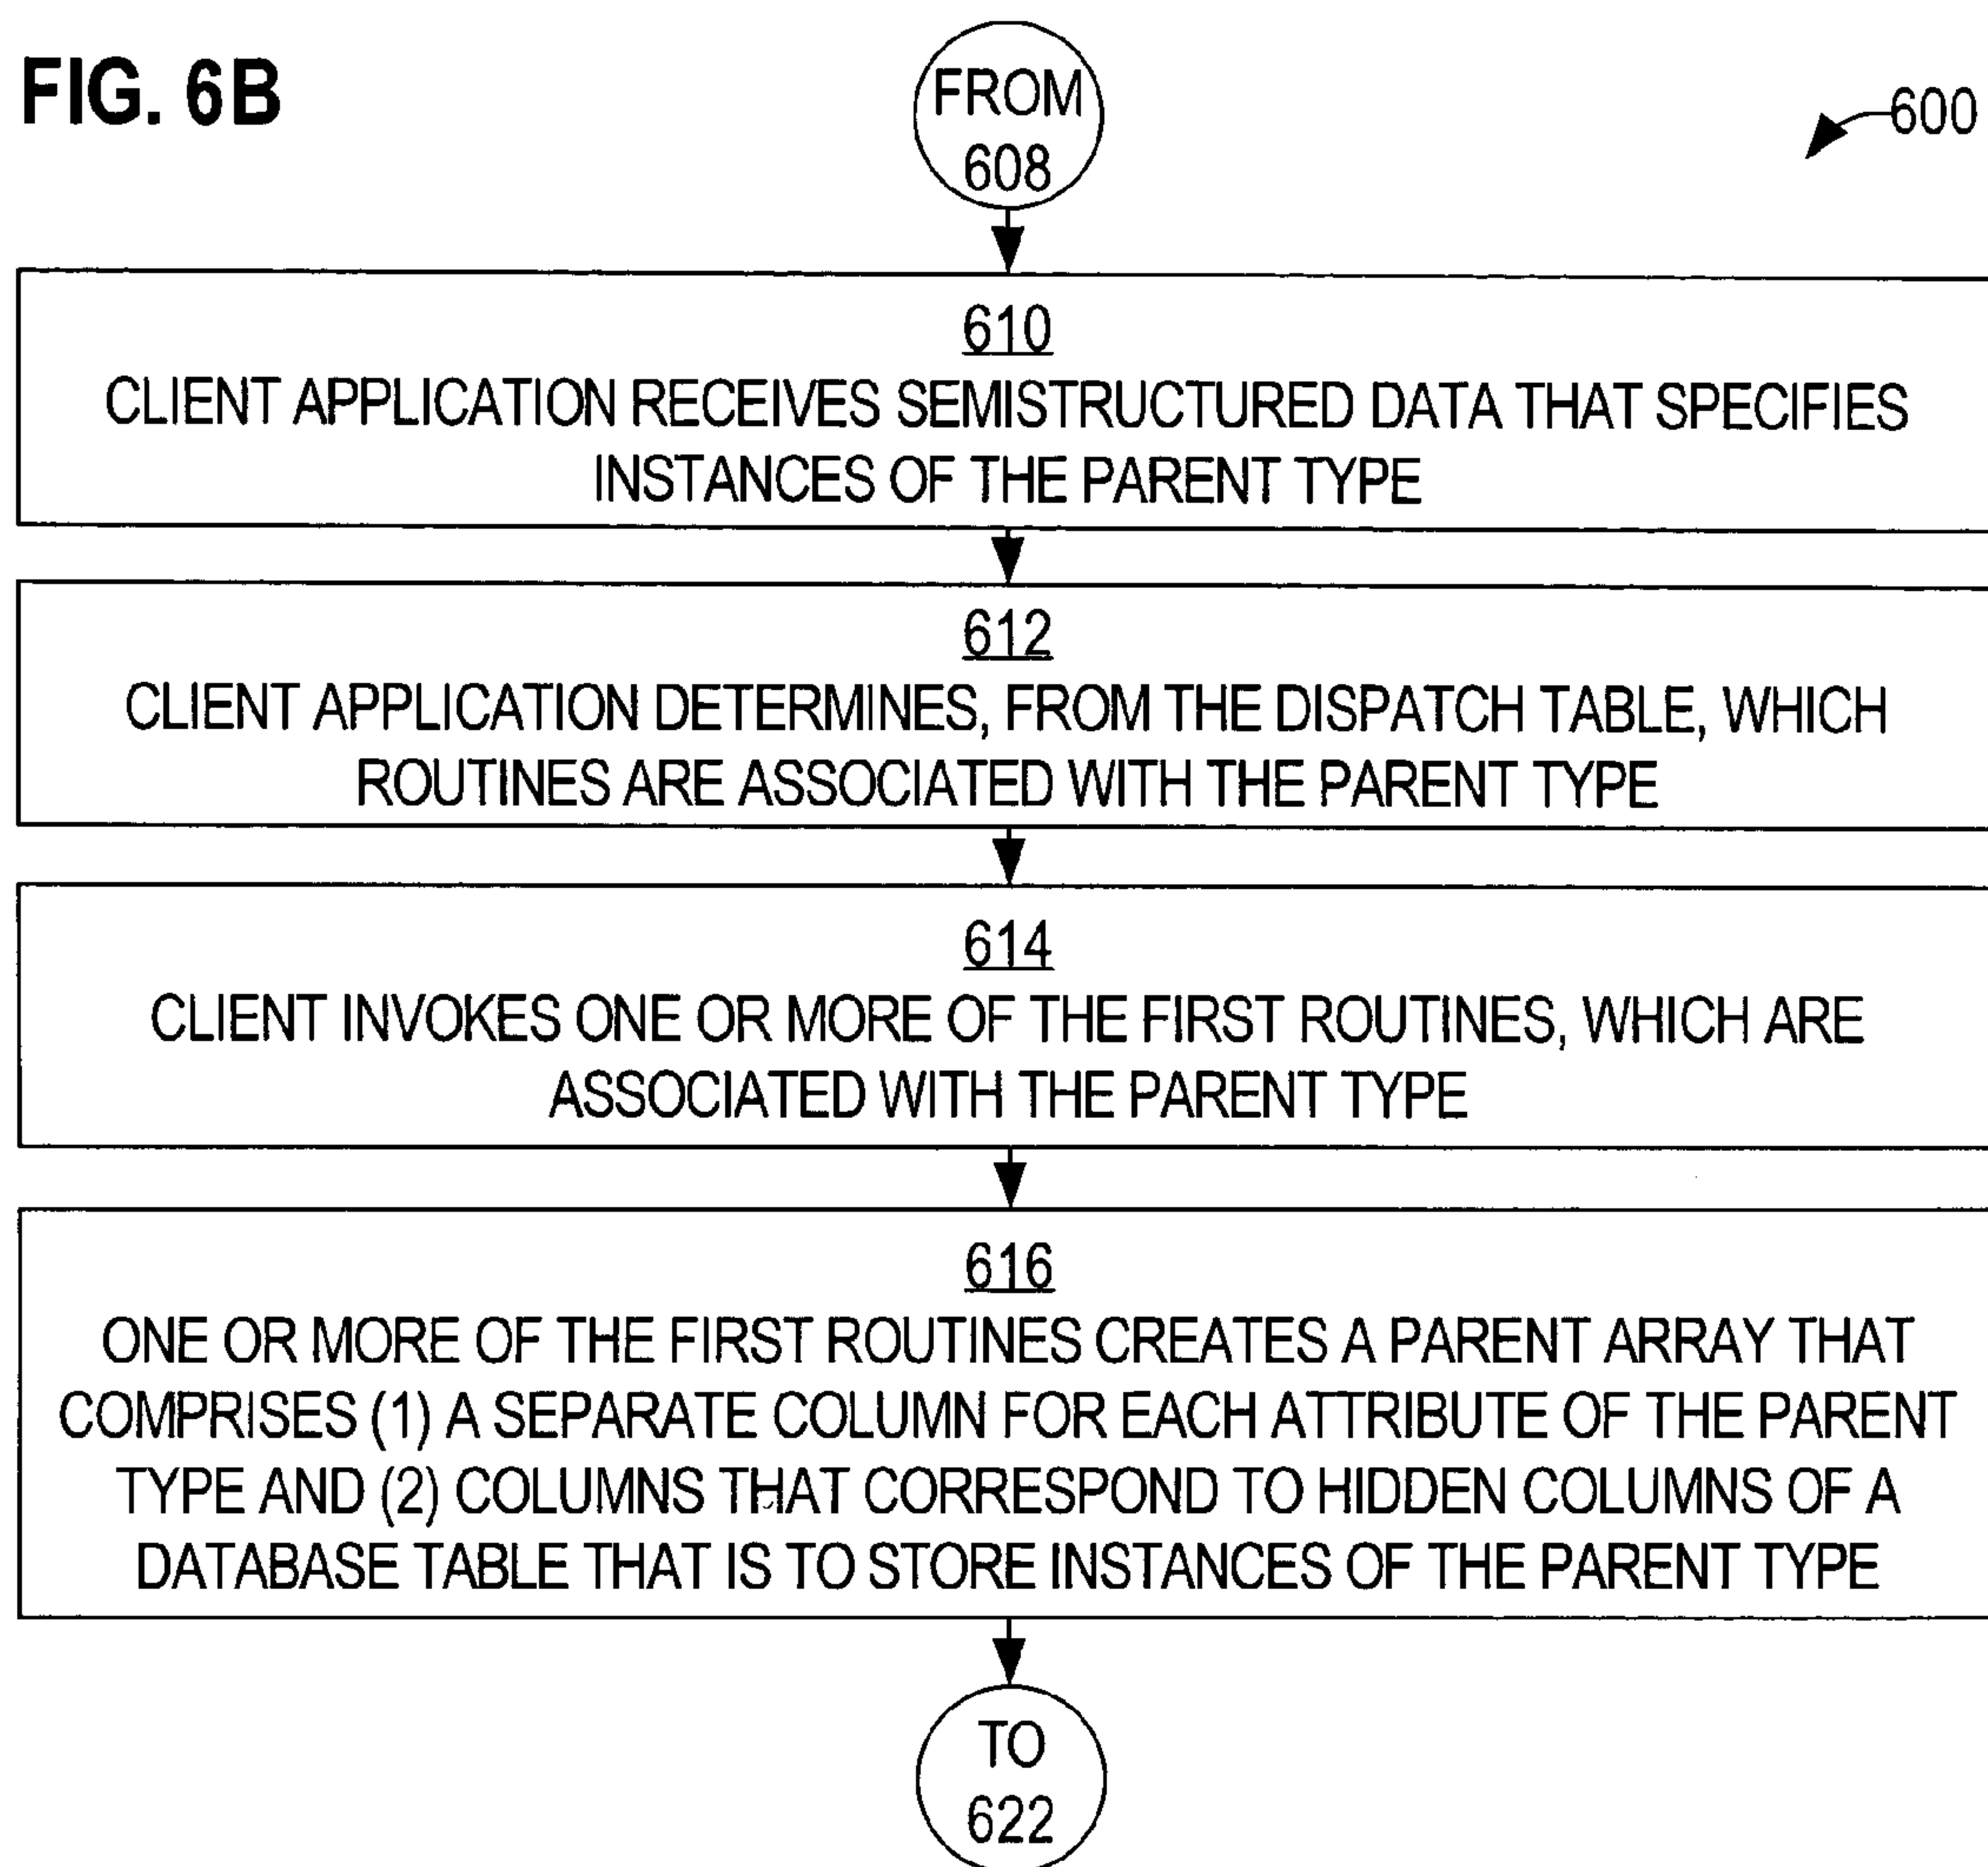 FIG. 6B
FROM
608
600
610
CLIENT APPLICATION RECEIVES SEMISTRUCTURED DATA THAT SPECIFIES
INSTANCES OF THE PARENT TYPE
612
CLIENT APPLICATION DETERMINES, FROM THE DISPATCH TABLE, WHICH
ROUTINES ARE ASSOCIATED WITH THE PARENT TYPE
614
CLIENT INVOKES ONE OR MORE OF THE FIRST ROUTINES, WHICH ARE
ASSOCIATED WITH THE PARENT TYPE
616
ONE OR MORE OF THE FIRST ROUTINES CREATES A PARENT ARRAY THAT
COMPRISES (1) A SEPARATE COLUMN FOR EACH ATTRIBUTE OF THE PARENT
TYPE AND (2) COLUMNS THAT CORRESPOND TO HIDDEN COLUMNS OF A
DATABASE TABLE THAT IS TO STORE INSTANCES OF THE PARENT TYPE
TO
622